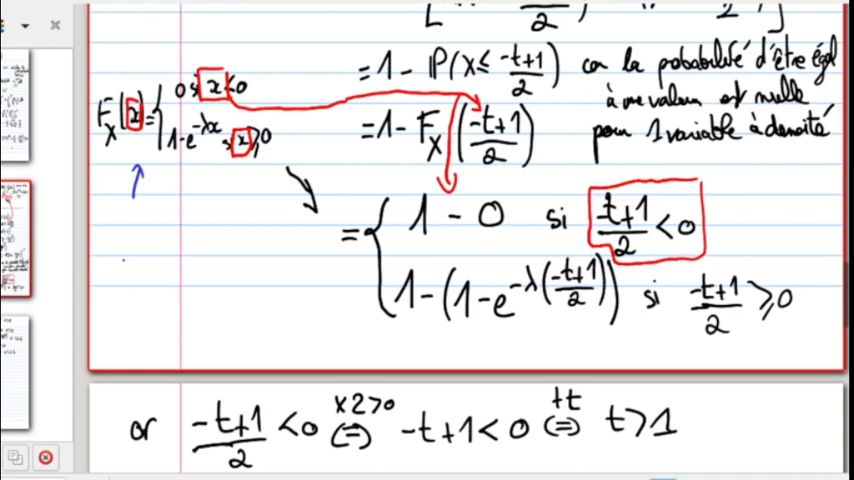 = 1 - P(X ≤ (-t+1)/2) car la probabilité d'être égal
à une valeur est nulle
pour 1 variable à densité
F_X(x) = { 0 si x < 0
1 - e^{-λx} si x ≥ 0
= 1 - F_X((-t+1)/2)
= { 1 - 0 si (-t+1)/2 < 0
1 - (1 - e^{-λ((-t+1)/2)}) si (-t+1)/2 ≥ 0
or (-t+1)/2 < 0 ⇔ (×2>0) -t+1 < 0 ⇔ (+t) t > 1